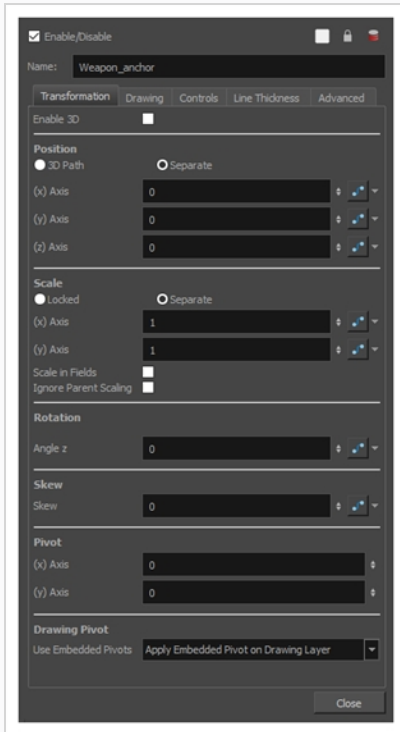 Enable/Disable
Name: Weapon_anchor
Transformation Drawing Controls Line Thickness Advanced
Enable 3D
Position
3D Path Separate
(x) Axis 0
(y) Axis 0
(z) Axis 0
Scale
Locked Separate
(x) Axis 1
(y) Axis 1
Scale in Fields
Ignore Parent Scaling
Rotation
Angle z 0
Skew
Skew 0
Pivot
(x) Axis 0
(y) Axis 0
Drawing Pivot
Use Embedded Pivots Apply Embedded Pivot on Drawing Layer
Close